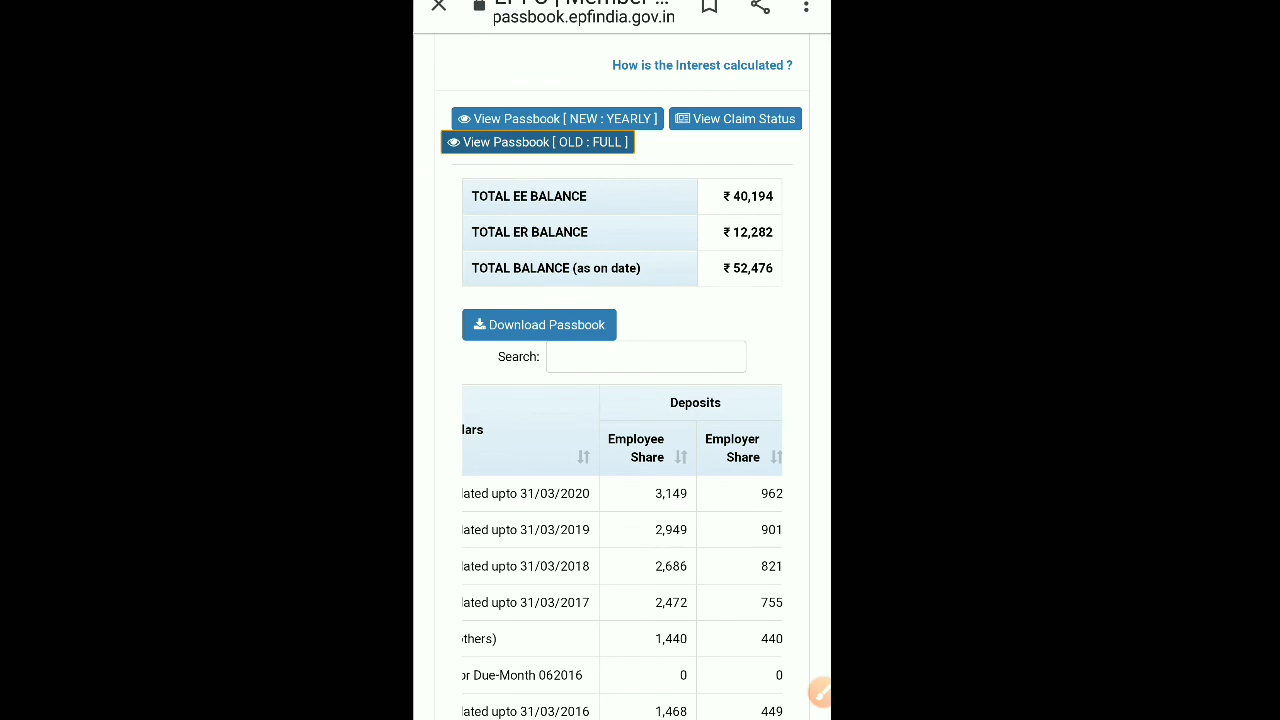 EPFO | Member ...
passbook.epfindia.gov.in
How is the Interest calculated ?
View Passbook [ NEW : YEARLY ] View Claim Status
View Passbook [ OLD : FULL ]
TOTAL EE BALANCE ₹ 40,194
TOTAL ER BALANCE ₹ 12,282
TOTAL BALANCE (as on date) ₹ 52,476
Download Passbook
Search:
Deposits
lars
Employee Share Employer Share
lated upto 31/03/2020 3,149 962
lated upto 31/03/2019 2,949 901
lated upto 31/03/2018 2,686 821
lated upto 31/03/2017 2,472 755
thers) 1,440 440
or Due-Month 062016 0 0
lated upto 31/03/2016 1,468 449